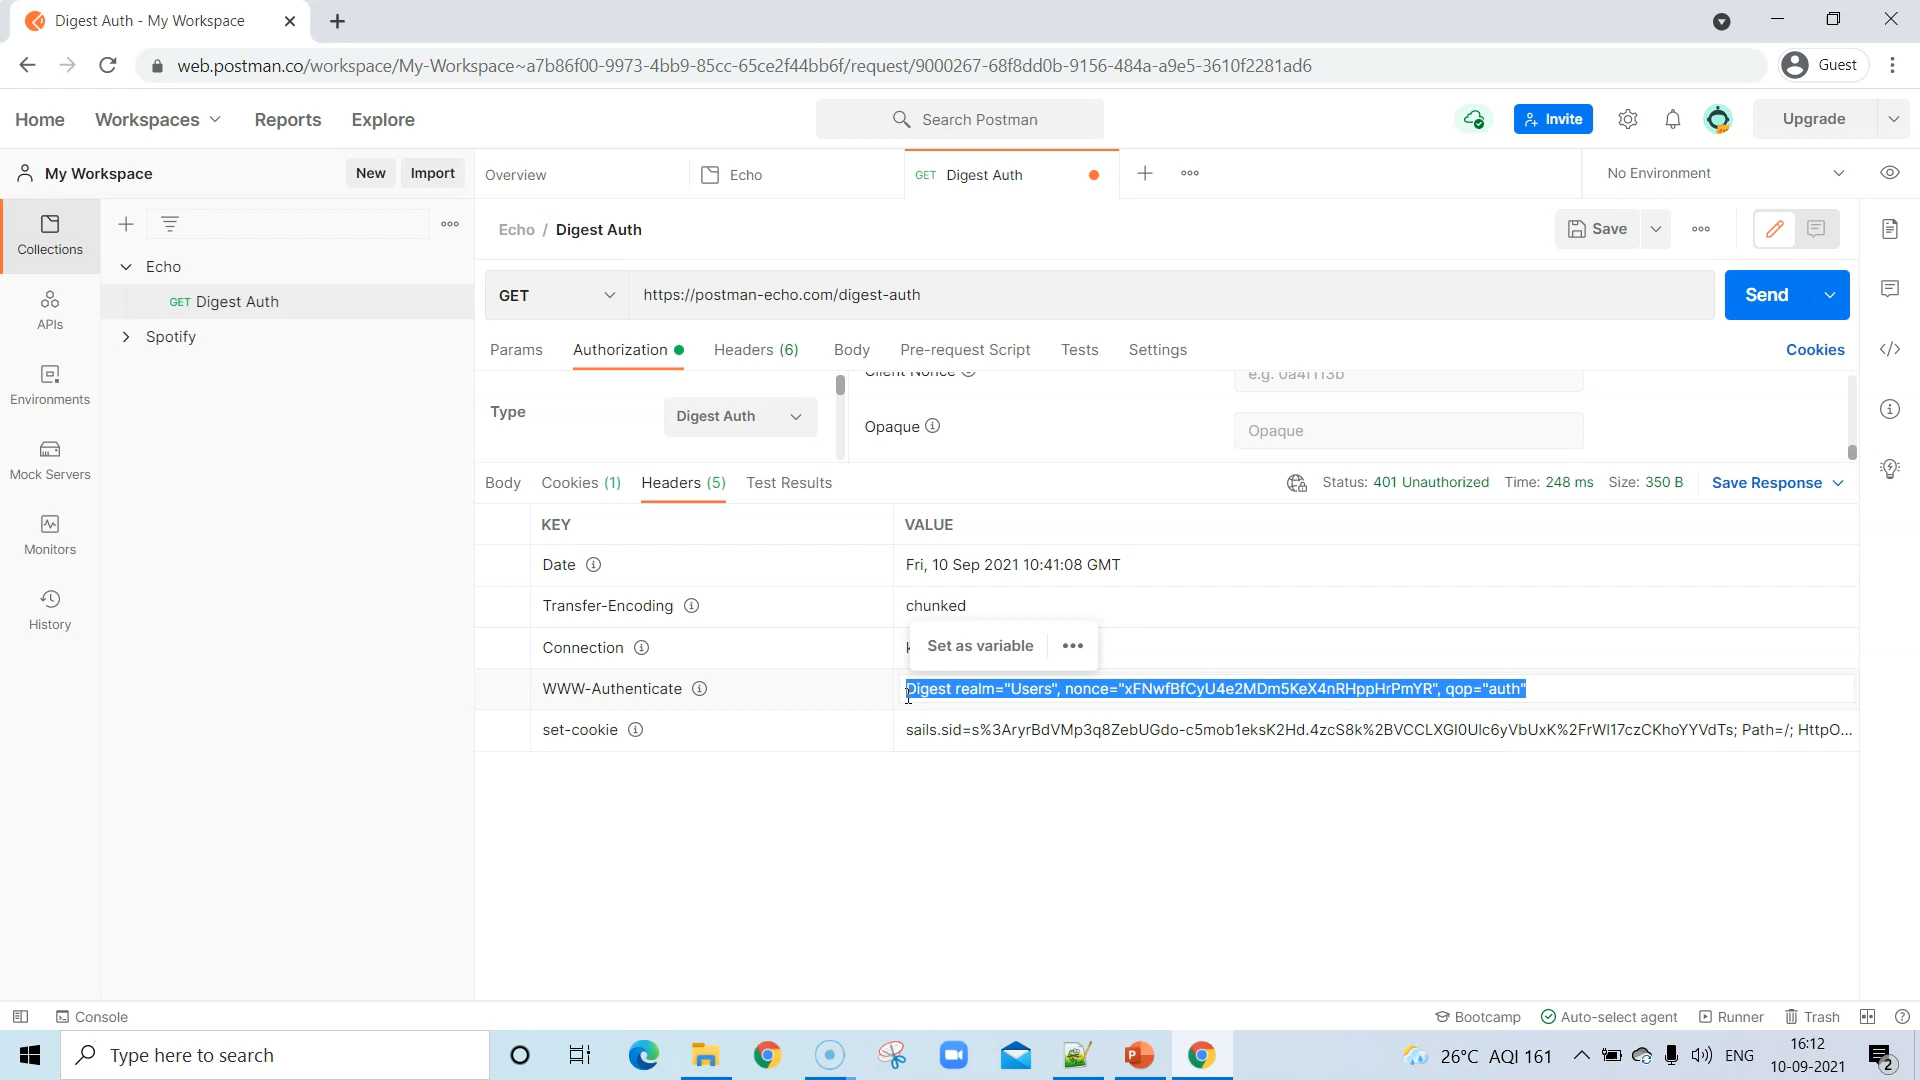 Digest Auth - My Workspace
web.postman.co/workspace/My-Workspace~a7b86f00-9973-4bb9-85cc-65ce2f44bb6f/request/9000267-68f8dd0b-9156-484a-a9e5-3610f2281ad6
Guest
Home
Workspaces
Reports
Explore
Search Postman
Invite
Upgrade
My Workspace
New
Import
Overview
Echo
GET Digest Auth
No Environment
Collections
APIs
Environments
Mock Servers
Monitors
History
Echo
GET Digest Auth
Spotify
Echo / Digest Auth
Save
GET
https://postman-echo.com/digest-auth
Send
Params
Authorization
Headers (6)
Body
Pre-request Script
Tests
Settings
Cookies
Type
Digest Auth
Client Nonce
e.g. 0a4f113b
Opaque
Opaque
Body
Cookies (1)
Headers (5)
Test Results
Status: 401 Unauthorized
Time: 248 ms
Size: 350 B
Save Response
KEY
VALUE
Date
Fri, 10 Sep 2021 10:41:08 GMT
Transfer-Encoding
chunked
Connection
Set as variable
WWW-Authenticate
Digest realm="Users", nonce="xFNwfBfCyU4e2MDm5KeX4nRHppHrPmYR", qop="auth"
set-cookie
sails.sid=s%3AryrBdVMp3q8ZebUGdo-c5mob1eksK2Hd.4zcS8k%2BVCCLXGI0Ulc6yVbUxK%2FrWl17czCKhoYYVdTs; Path=/; HttpO...
Console
Bootcamp
Auto-select agent
Runner
Trash
Type here to search
26°C AQI 161
ENG
16:12
10-09-2021
2